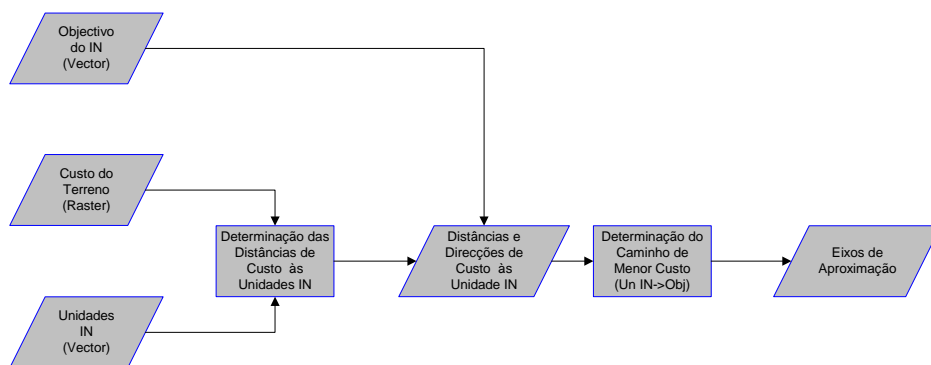 Objectivo
do IN
(Vector)
Custo do
Terreno
(Raster)
Determinação das
Distâncias de
Custo às
Unidades IN
Distâncias e
Direcções de
Custo às
Unidade IN
Determinação do
Caminho de
Menor Custo
(Un IN->Obj)
Eixos de
Aproximação
Unidades
IN
(Vector)